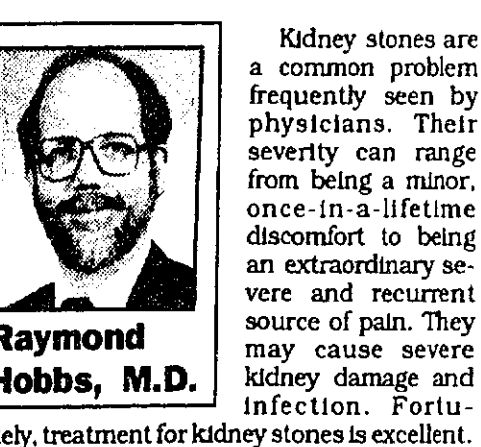 Raymond
Hobbs, M.D.
Kidney stones are
a common problem
frequently seen by
physicians. Their
severity can range
from being a minor,
once-in-a-lifetime
discomfort to being
an extraordinary se-
vere and recurrent
source of pain. They
may cause severe
kidney damage and
infection. Fortu-
ely, treatment for kidney stones is excellent.